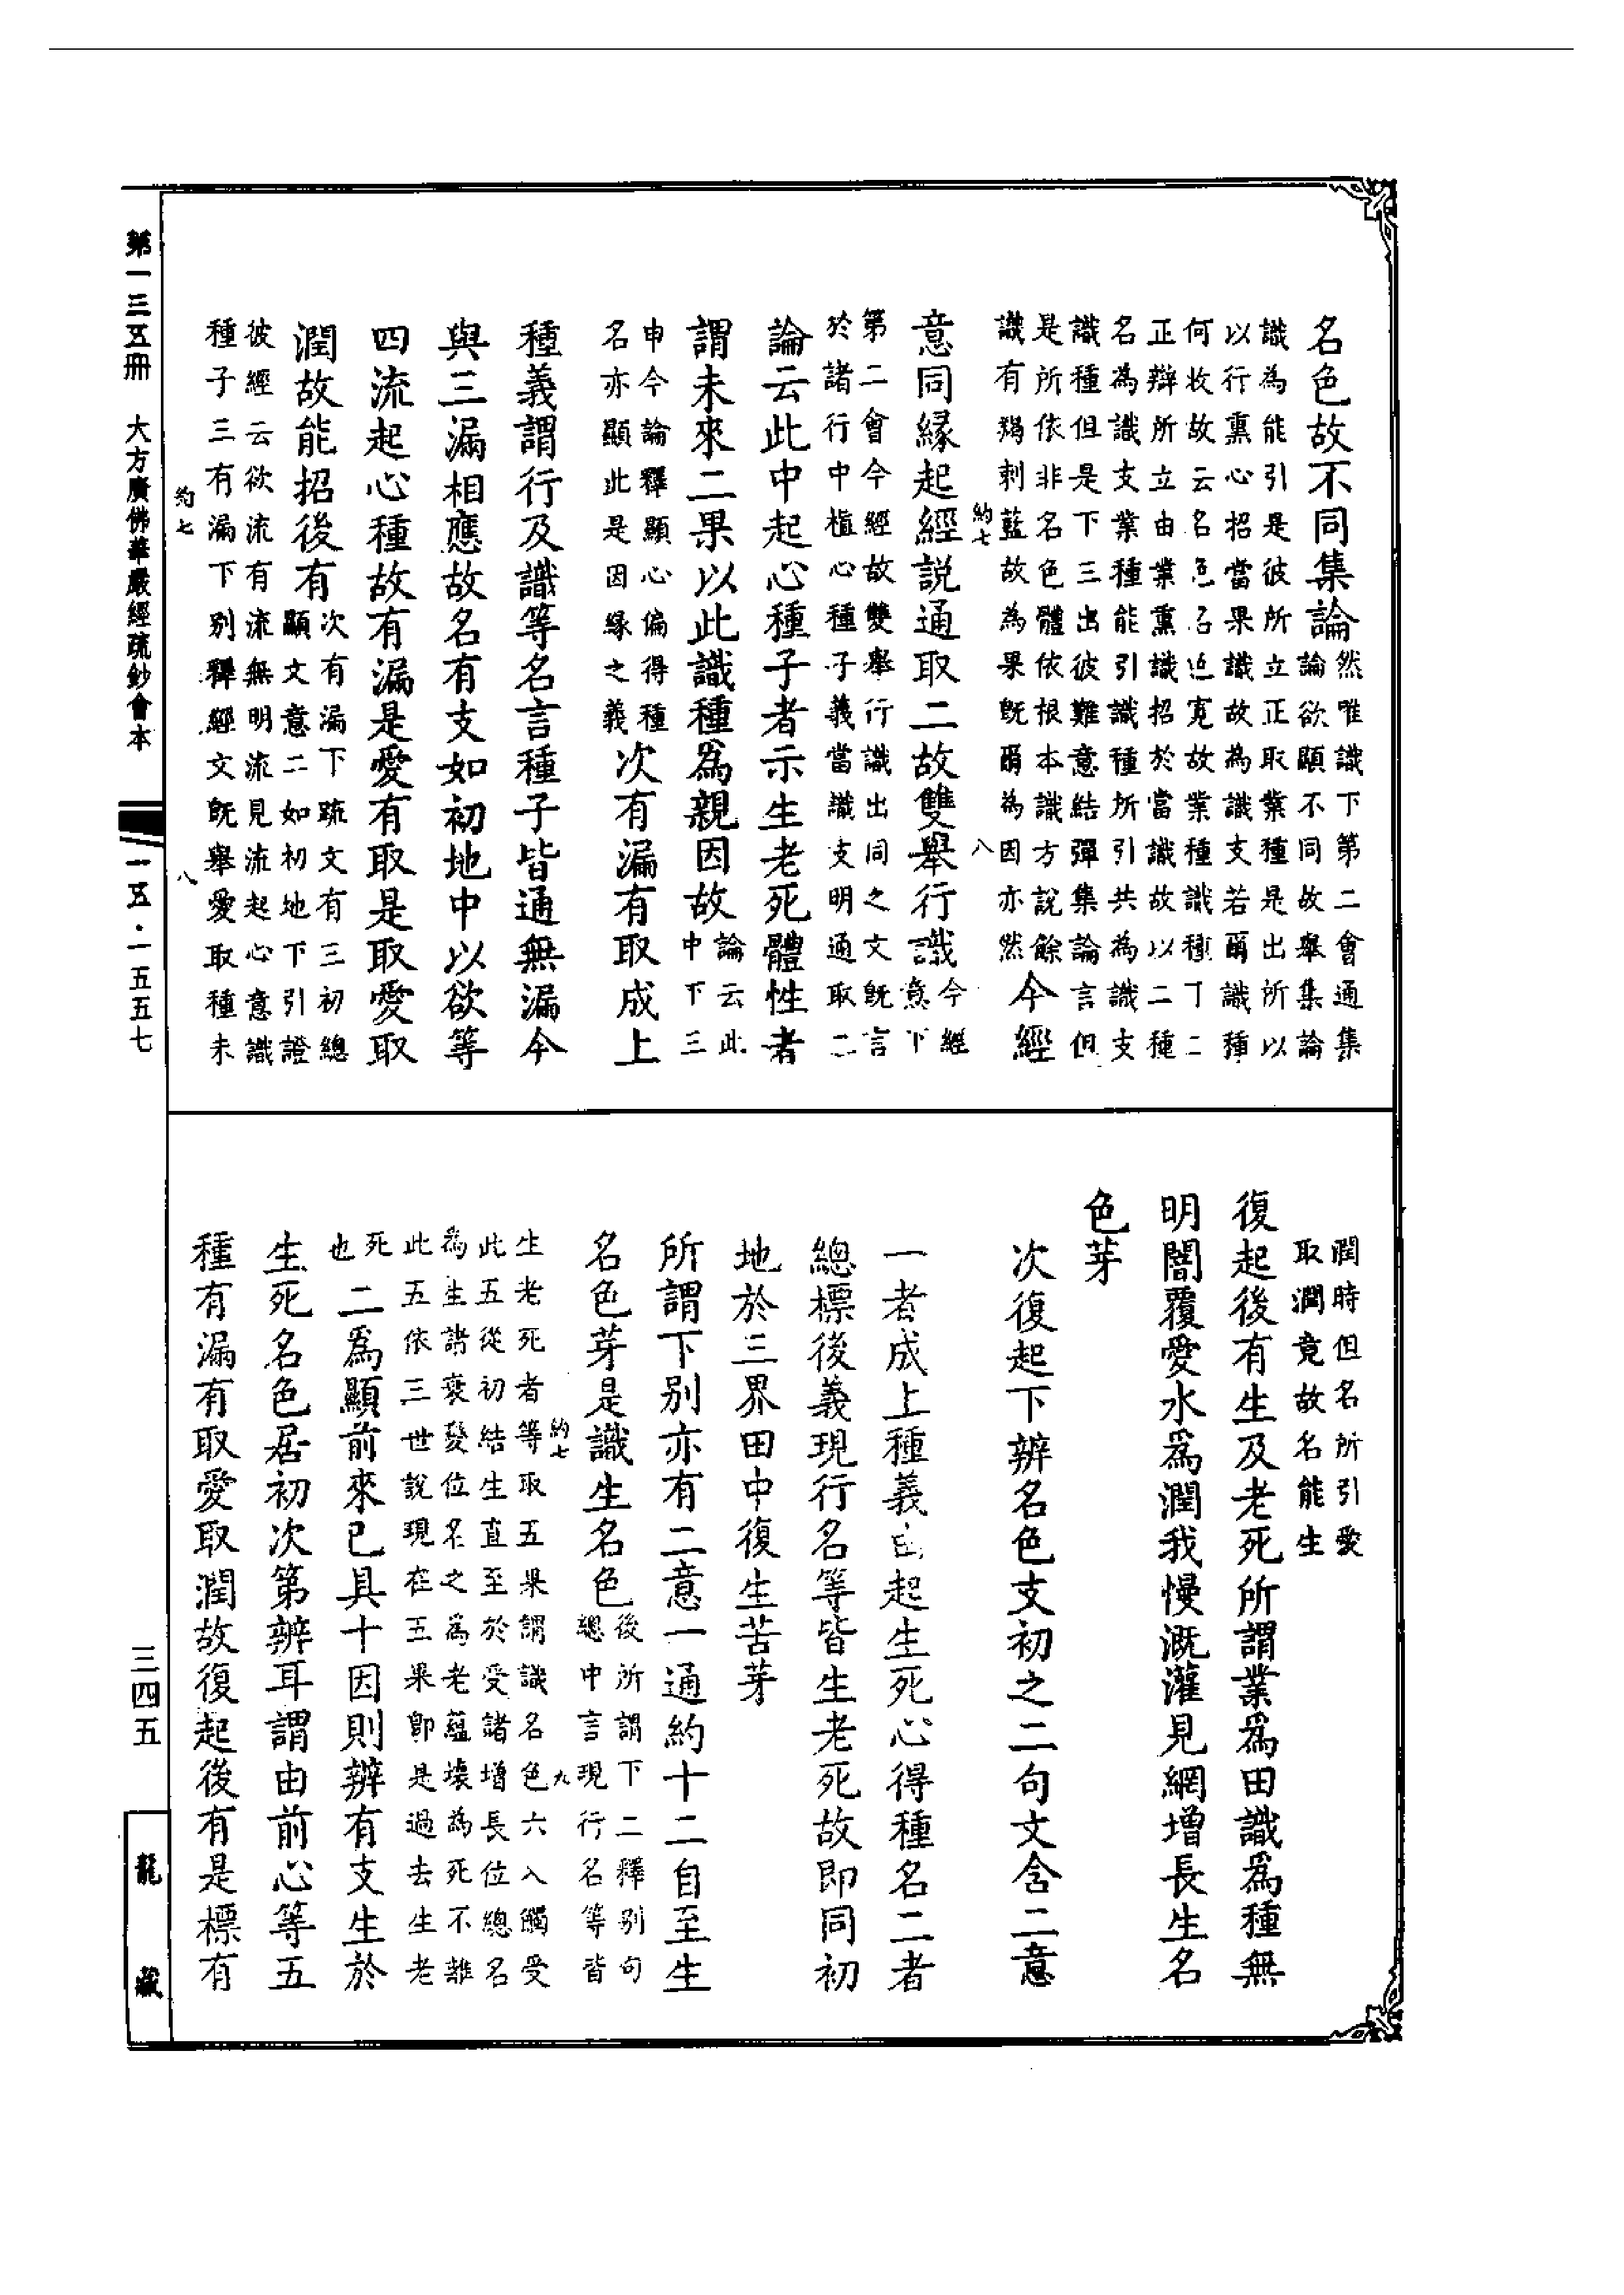 名色故不同集論
然唯識下第二會通集
論欲顯不同故舉集論
識為能引是彼所立正取業種是出所以
以行熏心招當果識故為識支若爾識種
何收故云名色寬故業種識種二
正辯所立由業熏識招於當識故以二種
名為識支業種能引識種所引共為識支
識種但是下三出彼難意結彈集論言但
是所依非名色體依根本識方說餘
識有羯剌藍故為果既爾為因亦然
今經
意同緣起經說通取二故雙舉行識
今經
意下
約七
八
第二會今經故雙舉行識出同之文既言
於諸行中植心種子義當識支明通取二
論云此中起心種子者示生老死體性者
謂未來二果以此識種爲親因故
論云此
中下三
申今論釋顯心偏得種
名亦顯此是因緣之義
次有漏有取成上
種義謂行及識等名言種子皆通無漏今
與三漏相應故名有支如初地中以欲等
四流起心種故有漏是愛有取是取愛取
潤故能招後有
次有漏下疏文有三初總
顯文意二如初地下引證
彼經云欲流有流無明流見流起心意識
種子三有漏下別釋經文既舉愛取種未
約七
八
潤時但名所引愛
取潤竟故名能生
復起後有生及老死所謂業爲田識爲種無
明闇覆愛水爲潤我慢溉灌見網增長生名
色芽
次復起下辨名色支初之二句文含二意
一者成上種義由起生死心得種名二者
總標後義現行名等皆生老死故即同初
地於三界田中復生苦芽
所謂下別亦有二意一通約十二自至生
名色芽是識生名色
後所謂下二釋別句
總中言現行名等皆
約七
九
生老死者等取五果謂識名色六入觸受
此五從初結生直至於受諸增長位總名
為生諸衰變位名之為老蘊壞為死不離
此五依三世說現在五果即是過去生老
死
也
二爲顯前來已具十因則辨有支生於
生死名色居初次第辨耳謂由前心等五
種有漏有取愛取潤故復起後有是標有
第一三五冊
大方廣佛華嚴經疏鈔會本
一五·一五五七
三四五
龍藏